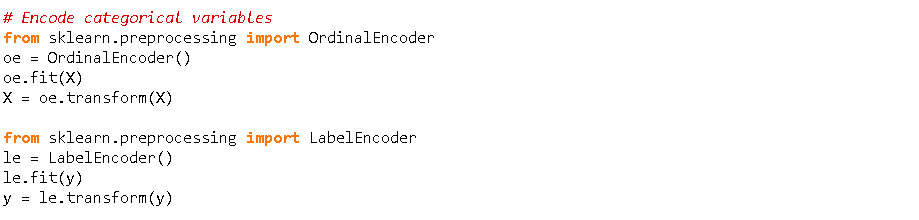 # Encode categorical variables
from sklearn.preprocessing import OrdinalEncoder
oe = OrdinalEncoder()
oe.fit(X)
X = oe.transform(X)

from sklearn.preprocessing import LabelEncoder
le = LabelEncoder()
le.fit(y)
y = le.transform(y)